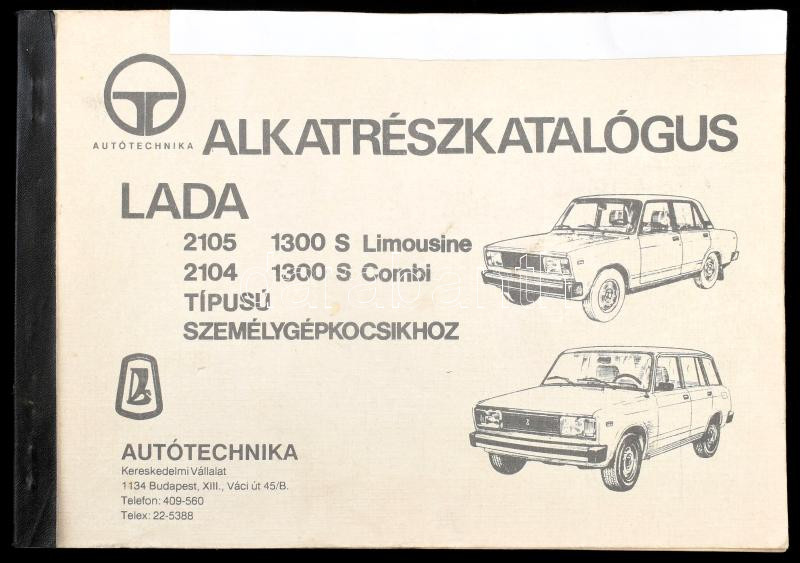 AUTÓTECHNIKA
ALKATRÉSZKATALÓGUS
LADA
2105 1300 S Limousine
2104 1300 S Combi
TÍPUSÚ
SZEMÉLYGÉPKOCSIKHOZ
AUTÓTECHNIKA
Kereskedelmi Vállalat
1134 Budapest, XIII., Váci út 45/B.
Telefon: 409-560
Telex: 22-5388